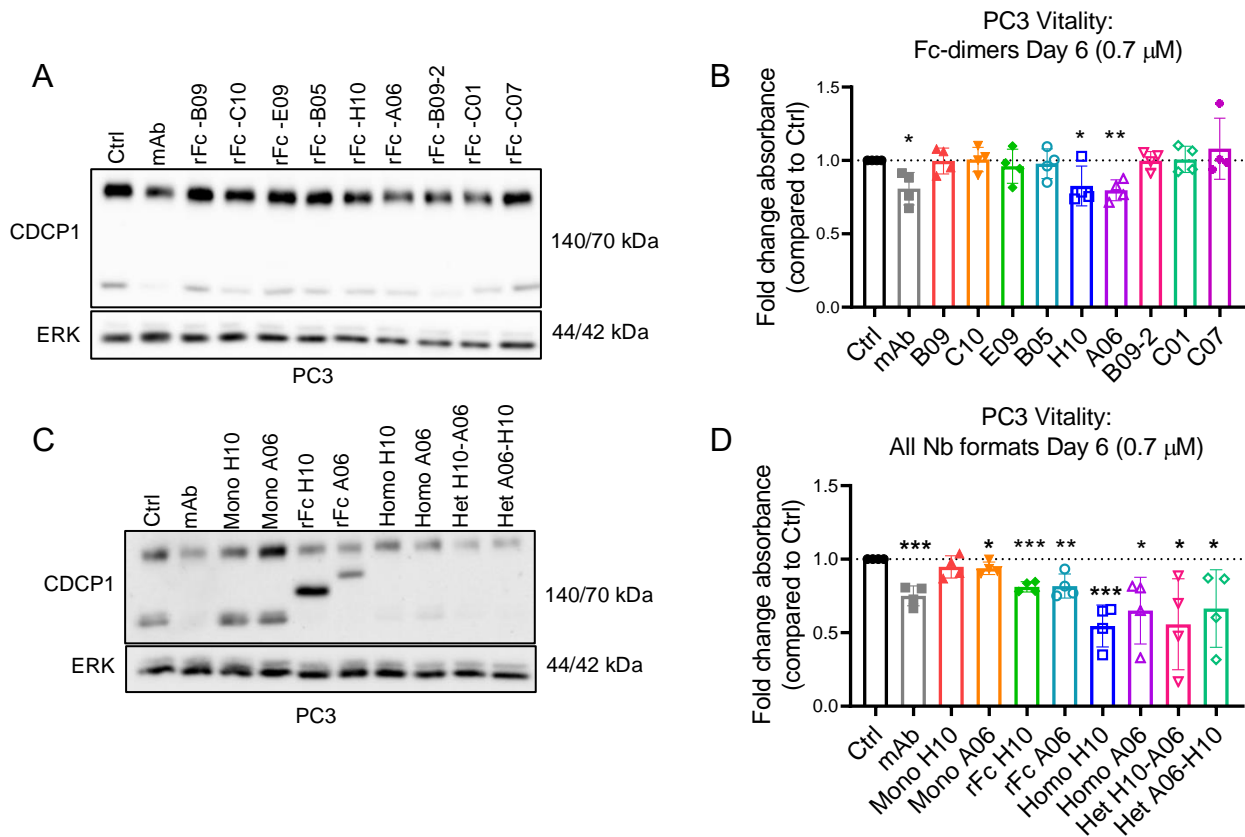 A
Ctrl
mAb
rFc -B09
rFc -C10
rFc -E09
rFc -B05
rFc -H10
rFc -A06
rFc -B09-2
rFc -C01
rFc -C07
CDCP1
140/70 kDa
ERK
44/42 kDa
PC3
B
PC3 Vitality:
Fc-dimers Day 6 (0.7 μM)
Fold change absorbance
(compared to Ctrl)
1.5
1.0
0.5
0.0
*
*
**
Ctrl
mAb
B09
C10
E09
B05
H10
A06
B09-2
C01
C07
C
Ctrl
mAb
Mono H10
Mono A06
rFc H10
rFc A06
Homo H10
Homo A06
Het H10-A06
Het A06-H10
CDCP1
140/70 kDa
ERK
44/42 kDa
PC3
D
PC3 Vitality:
All Nb formats Day 6 (0.7 μM)
Fold change absorbance
(compared to Ctrl)
1.5
1.0
0.5
0.0
***
*
***
**
***
*
*
*
Ctrl
mAb
Mono H10
Mono A06
rFc H10
rFc A06
Homo H10
Homo A06
Het H10-A06
Het A06-H10